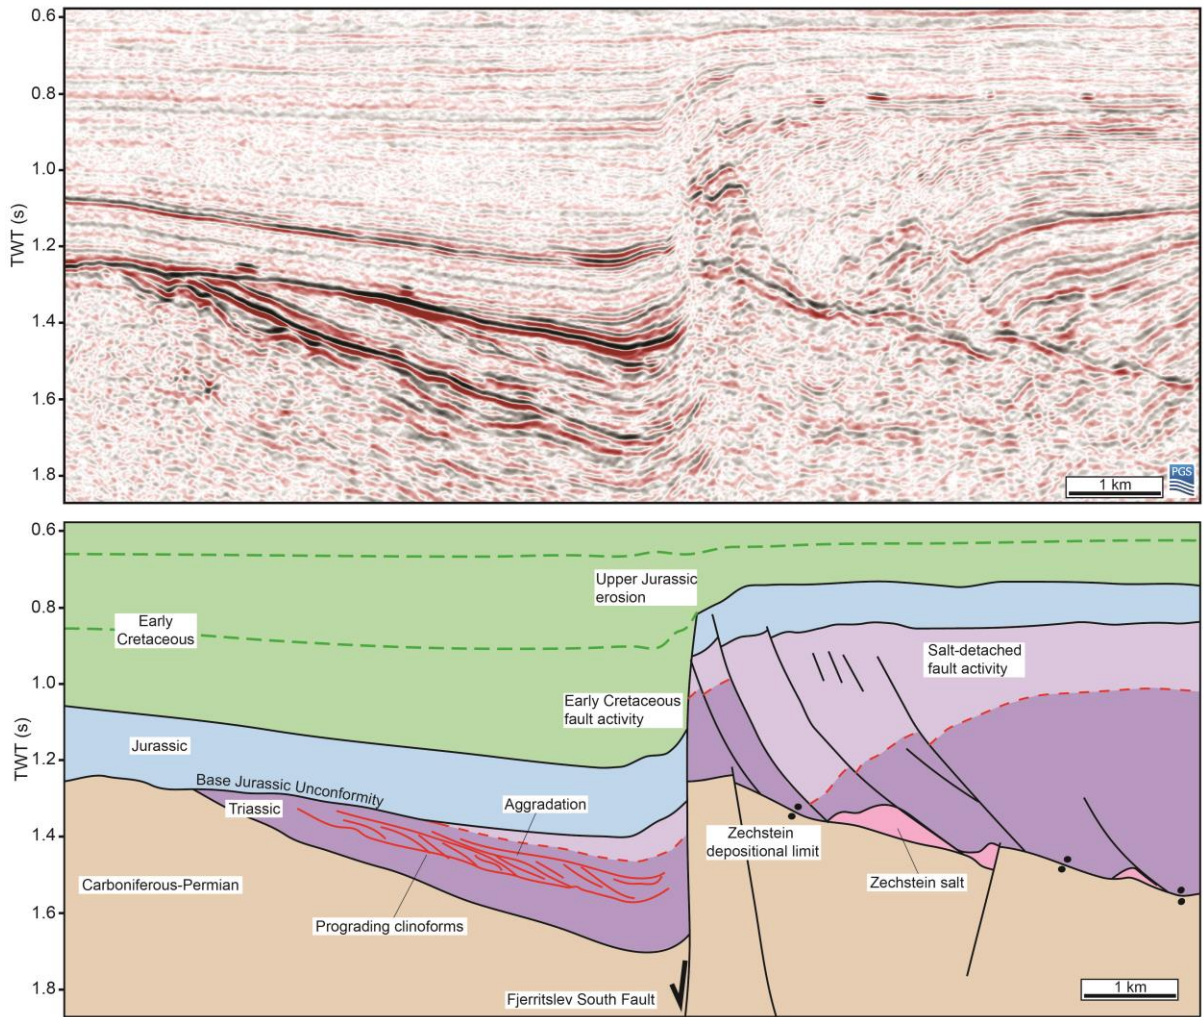 0.6
0.8
1.0
1.2
1.4
1.6
1.8
TWT (s)
1 km
PGS
0.6
0.8
1.0
1.2
1.4
1.6
1.8
TWT (s)
Early
Cretaceous
Upper Jurassic
erosion
Early Cretaceous
fault activity
Salt-detached
fault activity
Jurassic
Base Jurassic Unconformity
Triassic
Aggradation
Carboniferous-Permian
Prograding clinoforms
Zechstein
depositional limit
Zechstein salt
Fjerritslev South Fault
1 km